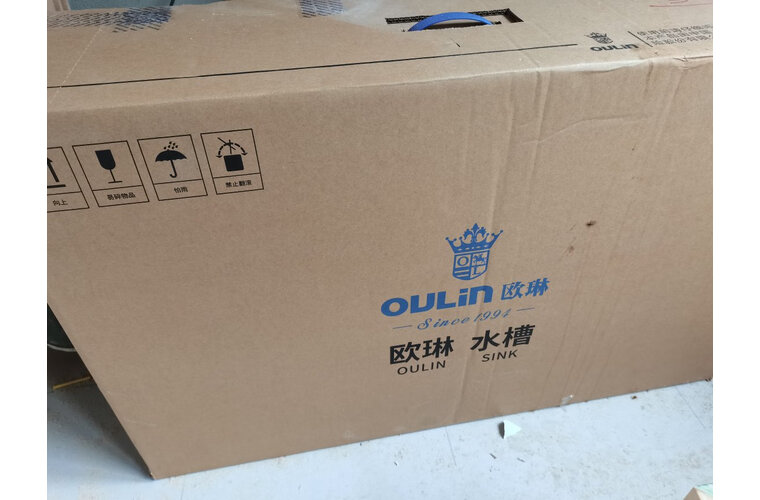 OULin
向上
易碎物品
怕雨
禁止翻滚
O L
OULin 欧琳
Since 1994
欧琳 水槽
OULIN SINK